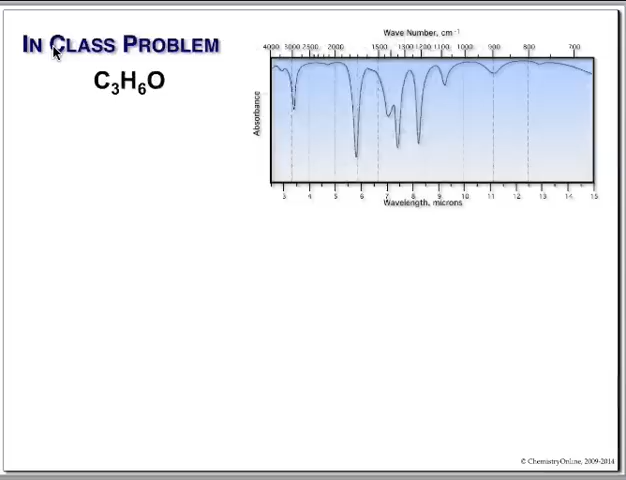 IN CLASS PROBLEM
C₃H₆O
Wave Number, cm⁻¹
4000 3000 2500 2000 1500 1300 1200 1100 1000 900 800 700
Absorbance
3 4 5 6 7 8 9 10 11 12 13 14 15
Wavelength, microns
© ChemistryOnline, 2009-2014